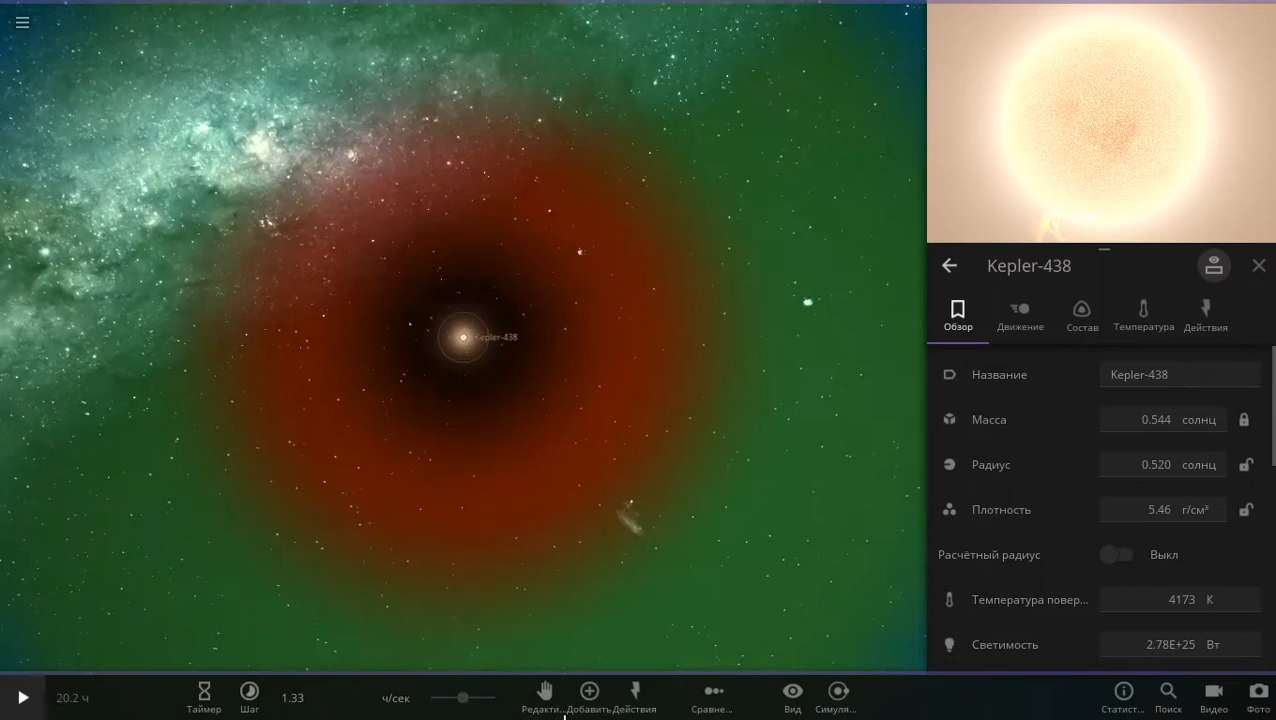 Kepler-438
Kepler-438
Обзор
Движение
Состав
Температура
Действия
Название Kepler-438
Масса 0.544 солнц
Радиус 0.520 солнц
Плотность 5.46 г/см³
Расчётный радиус Выкл
Температура повер... 4173 К
Светимость 2.78E+25 Вт
20.2 ч
Таймер
Шаг
1.33 ч/сек
Редакти...
Добавить
Действия
Сравне...
Вид
Симуля...
Статист...
Поиск
Видео
Фото